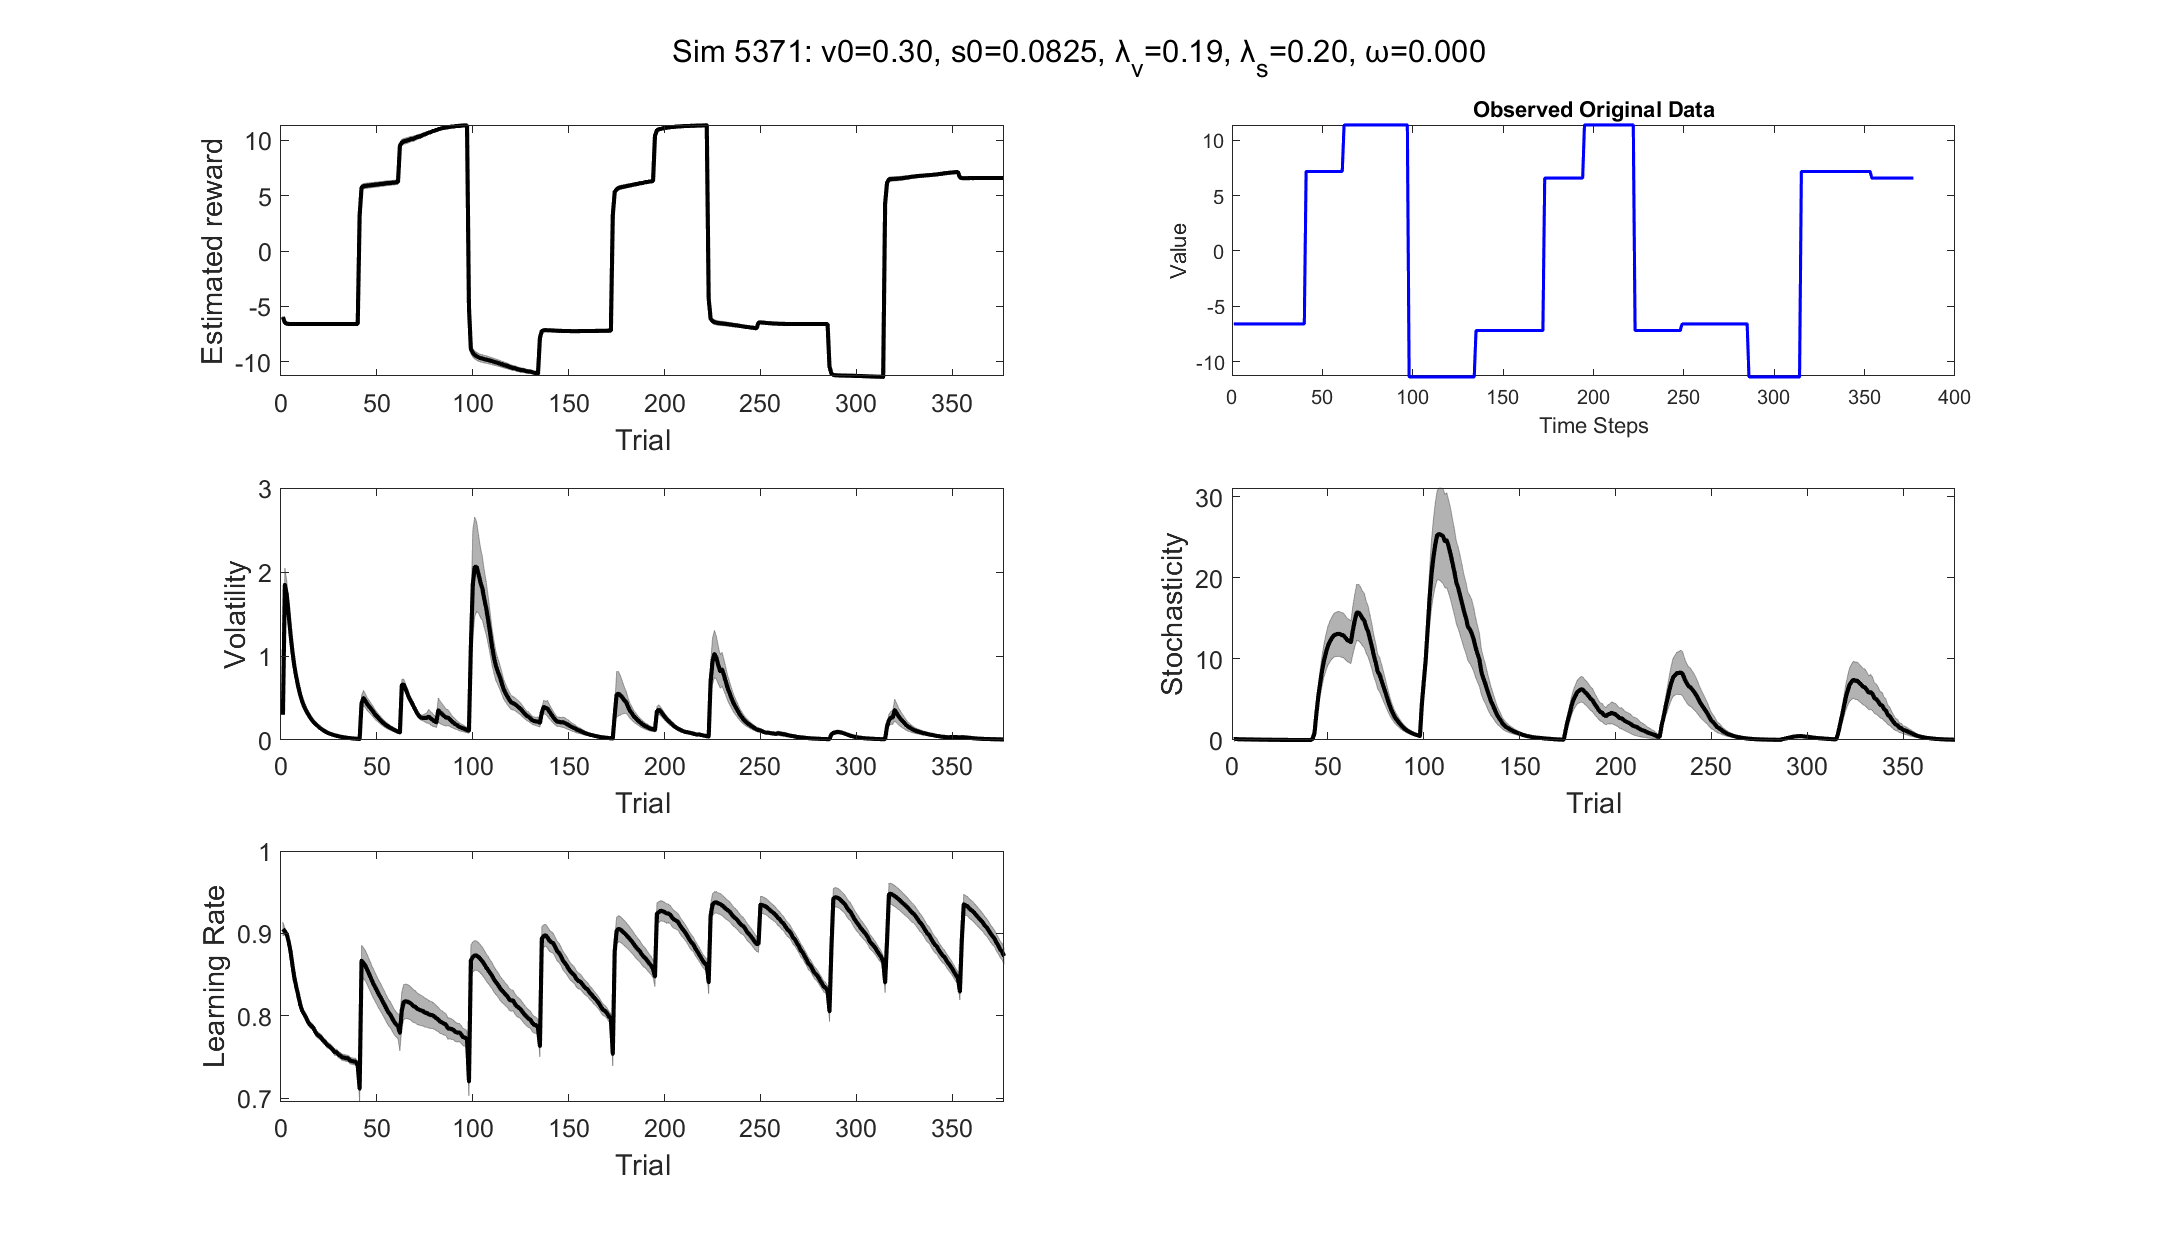 Sim 5371: v0=0.30, s0=0.0825, λ_v=0.19, λ_s=0.20, ω=0.000
Estimated reward
10
5
0
-5
-10
0 50 100 150 200 250 300 350
Trial
Observed Original Data
Value
10
5
0
-5
-10
0 50 100 150 200 250 300 350 400
Time Steps
Volatility
3
2
1
0
0 50 100 150 200 250 300 350
Trial
Stochasticity
30
20
10
0
0 50 100 150 200 250 300 350
Trial
Learning Rate
1
0.9
0.8
0.7
0 50 100 150 200 250 300 350
Trial